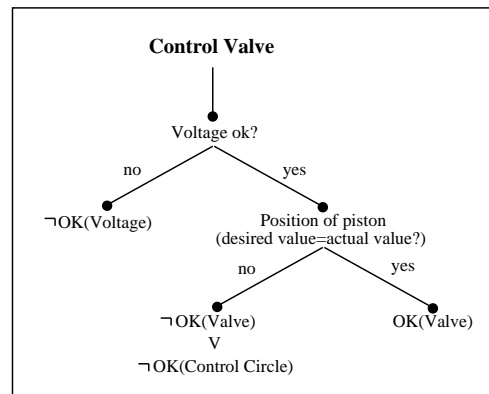 Control Valve
Voltage ok?
no
yes
¬OK(Voltage)
Position of piston
(desired value=actual value?)
no
yes
¬OK(Valve)
OK(Valve)
V
¬OK(Control Circle)